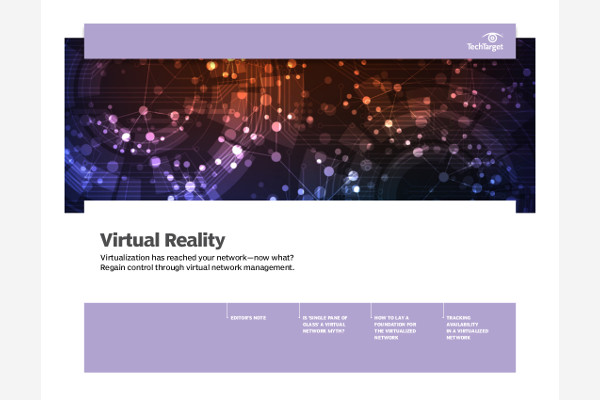 TechTarget
Virtual Reality
Virtualization has reached your network—now what?
Regain control through virtual network management.
EDITOR'S NOTE
IS 'SINGLE PANE OF
GLASS' A VIRTUAL
NETWORK MYTH?
HOW TO LAY A
FOUNDATION FOR
THE VIRTUALIZED
NETWORK
TRACKING
AVAILABILITY
IN A VIRTUALIZED
NETWORK